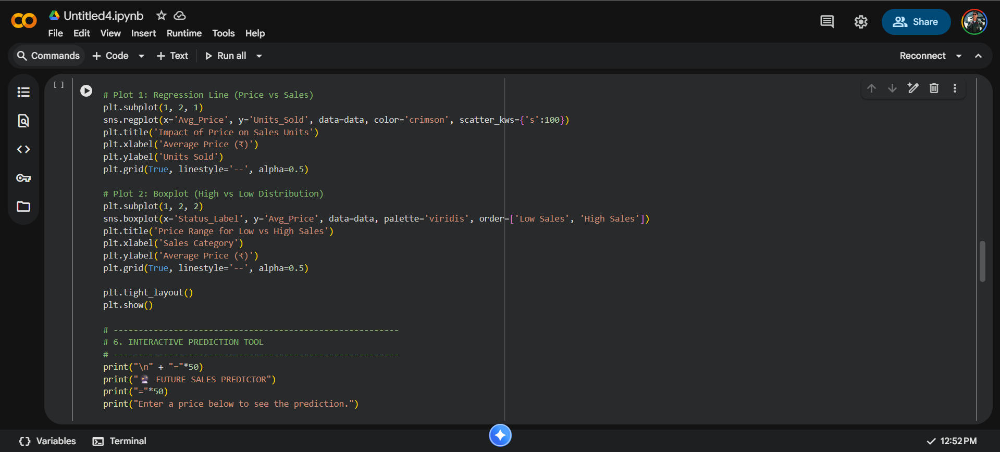 Untitled4.ipynb
File Edit View Insert Runtime Tools Help
Share
Commands + Code + Text Run all
Reconnect
[ ]
# Plot 1: Regression Line (Price vs Sales)
plt.subplot(1, 2, 1)
sns.regplot(x='Avg_Price', y='Units_Sold', data=data, color='crimson', scatter_kws={'s':100})
plt.title('Impact of Price on Sales Units')
plt.xlabel('Average Price (₹)')
plt.ylabel('Units Sold')
plt.grid(True, linestyle='--', alpha=0.5)
# Plot 2: Boxplot (High vs Low Distribution)
plt.subplot(1, 2, 2)
sns.boxplot(x='Status_Label', y='Avg_Price', data=data, palette='viridis', order=['Low Sales', 'High Sales'])
plt.title('Price Range for Low vs High Sales')
plt.xlabel('Sales Category')
plt.ylabel('Average Price (₹)')
plt.grid(True, linestyle='--', alpha=0.5)
plt.tight_layout()
plt.show()
# ---------------------------------------------------------
# 6. INTERACTIVE PREDICTION TOOL
# ---------------------------------------------------------
print("\n" + "="*50)
print("🔮 FUTURE SALES PREDICTOR")
print("="*50)
print("Enter a price below to see the prediction.")
{} Variables Terminal
12:52 PM